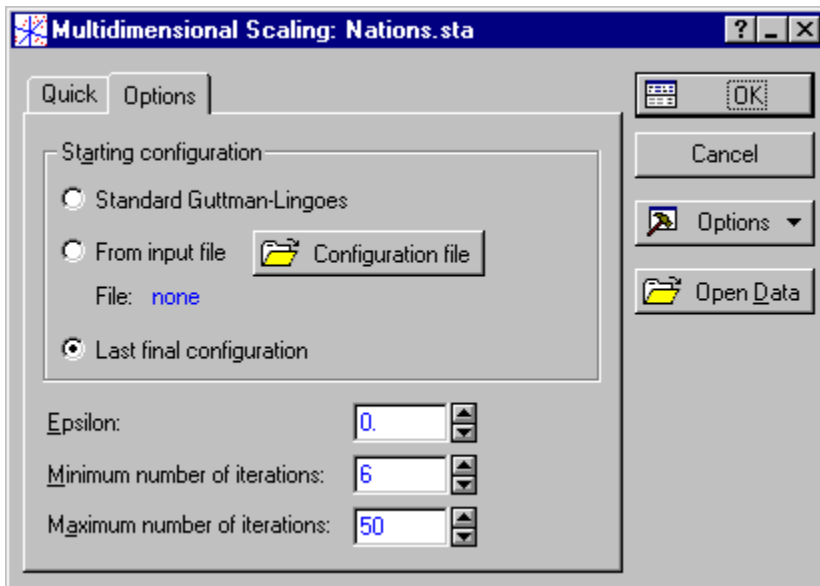 Multidimensional Scaling: Nations.sta
Quick Options
Starting configuration
Standard Guttman-Lingoes
From input file
Configuration file
File: none
Last final configuration
Epsilon: 0.
Minimum number of iterations: 6
Maximum number of iterations: 50
OK
Cancel
Options
Open Data